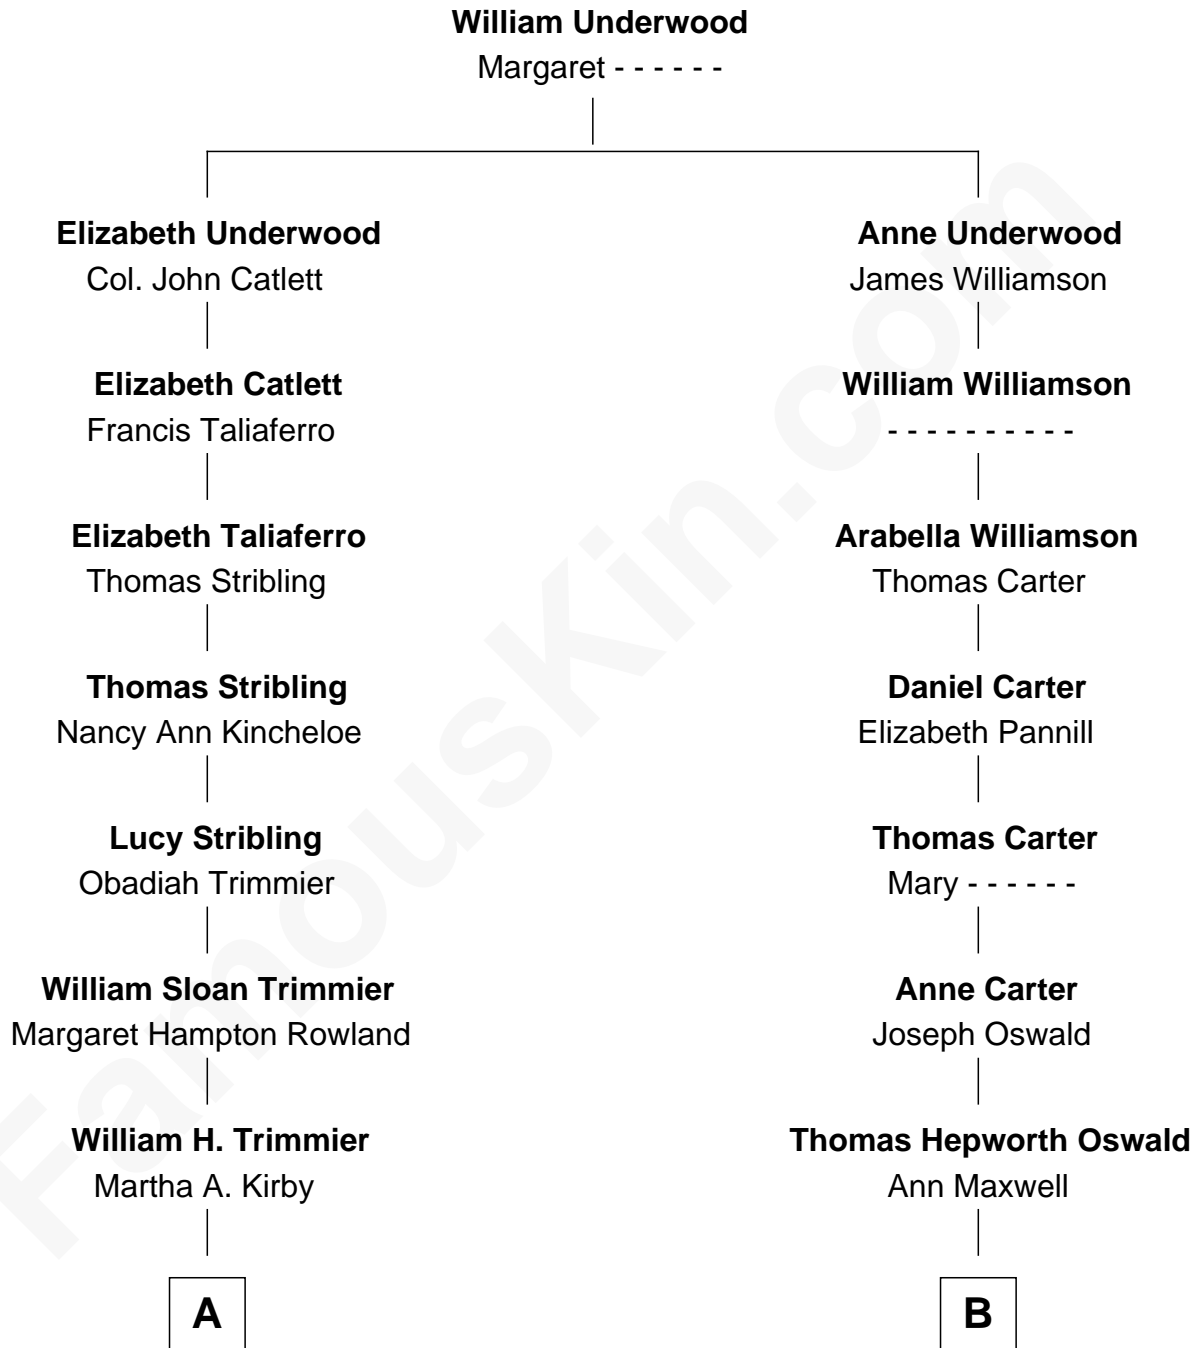 William Underwood
Margaret - - - - - -
Elizabeth Underwood
Col. John Catlett
Anne Underwood
James Williamson
Elizabeth Catlett
Francis Taliaferro
William Williamson
- - - - - - - - - -
Elizabeth Taliaferro
Thomas Stribling
Arabella Williamson
Thomas Carter
Thomas Stribling
Nancy Ann Kincheloe
Daniel Carter
Elizabeth Pannill
Lucy Stribling
Obadiah Trimmier
Thomas Carter
Mary - - - - - -
William Sloan Trimmier
Margaret Hampton Rowland
Anne Carter
Joseph Oswald
William H. Trimmier
Martha A. Kirby
Thomas Hepworth Oswald
Ann Maxwell
A
B
FamousKin.com